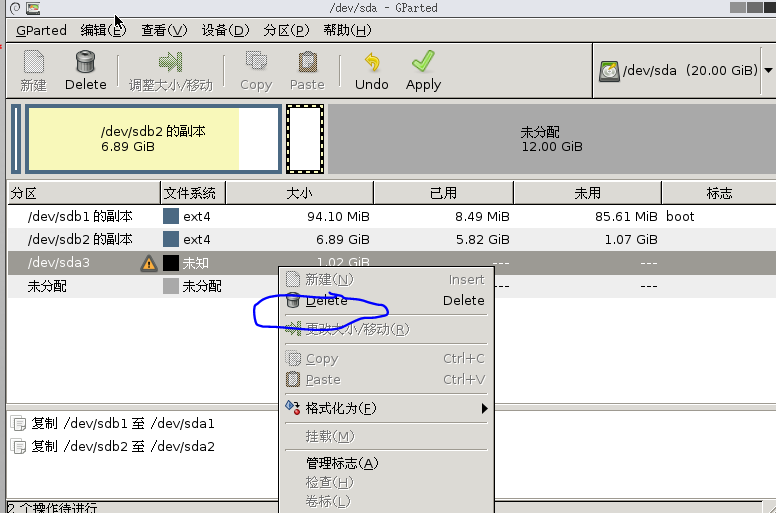 /dev/sda - GParted
GParted 编辑(E) 查看(V) 设备(D) 分区(P) 帮助(H)
新建 Delete 调整大小/移动 Copy Paste Undo Apply /dev/sda (20.00 GiB)
/dev/sdb2 的副本
6.89 GiB
未分配
12.00 GiB
分区 文件系统 大小 已用 未用 标志
/dev/sdb1 的副本 ext4 94.10 MiB 8.49 MiB 85.61 MiB boot
/dev/sdb2 的副本 ext4 6.89 GiB 5.82 GiB 1.07 GiB
/dev/sda3 未知 1.02 GiB --- ---
未分配 未分配 --- ---
新建(N) Insert
Delete Delete
更改大小/移动(R)
Copy Ctrl+C
Paste Ctrl+V
格式化为(F)
挂载(M)
管理标志(A)
检查(H)
卷标(L)
复制 /dev/sdb1 至 /dev/sda1
复制 /dev/sdb2 至 /dev/sda2
2 个操作待进行